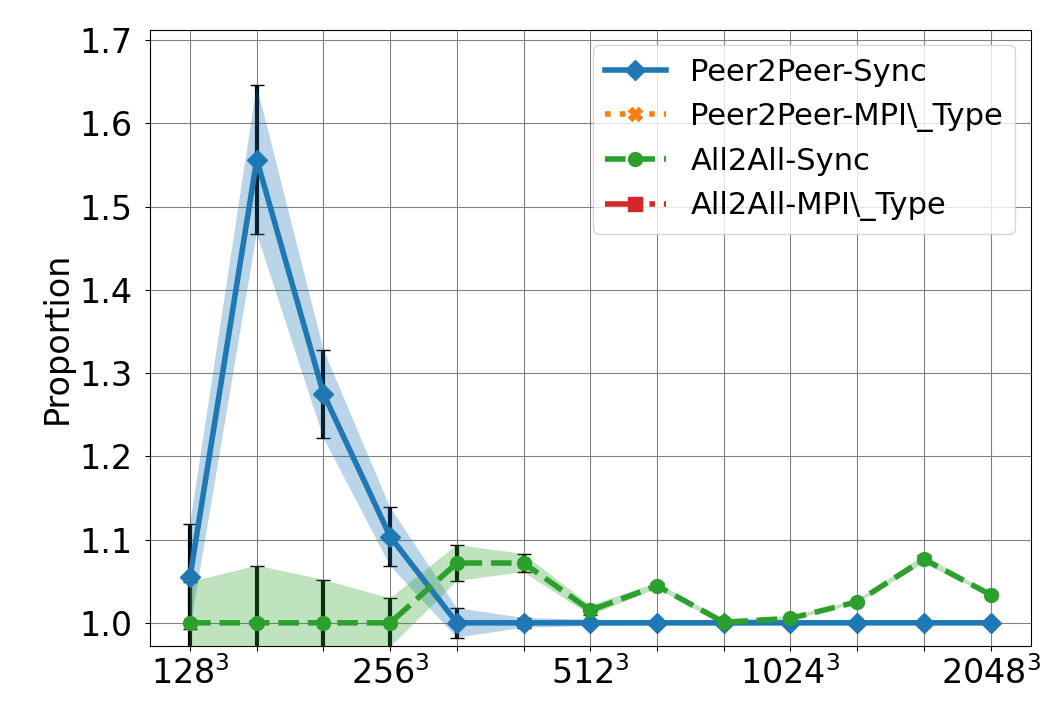 1.7
1.6
1.5
1.4
1.3
1.2
1.1
1.0
Proportion
Peer2Peer-Sync
Peer2Peer-MPI\_Type
All2All-Sync
All2All-MPI\_Type
128³ 256³ 512³ 1024³ 2048³